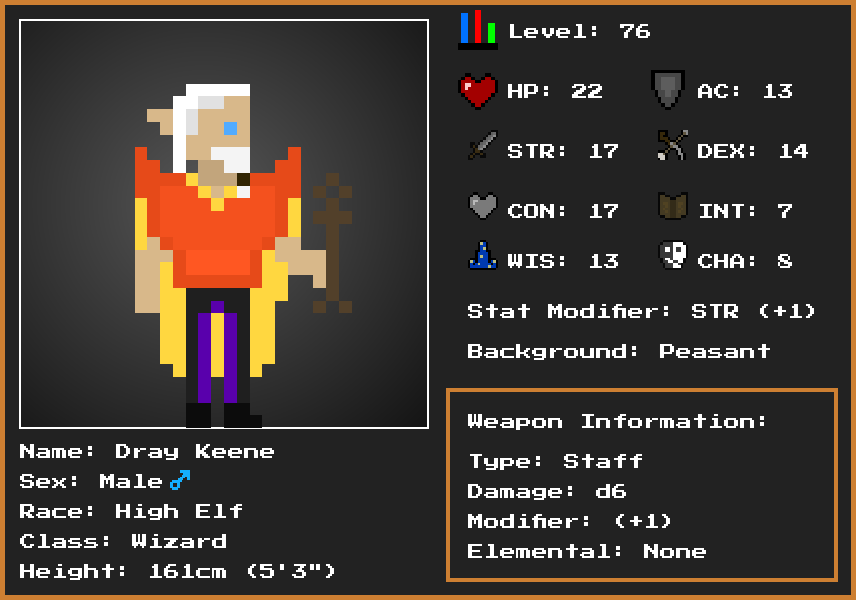 Level: 76
HP: 22 AC: 13
STR: 17 DEX: 14
CON: 17 INT: 7
WIS: 13 CHA: 8
Stat Modifier: STR (+1)
Background: Peasant
Weapon Information:
Type: Staff
Damage: d6
Modifier: (+1)
Elemental: None
Name: Dray Keene
Sex: Male♂
Race: High Elf
Class: Wizard
Height: 161cm (5'3")